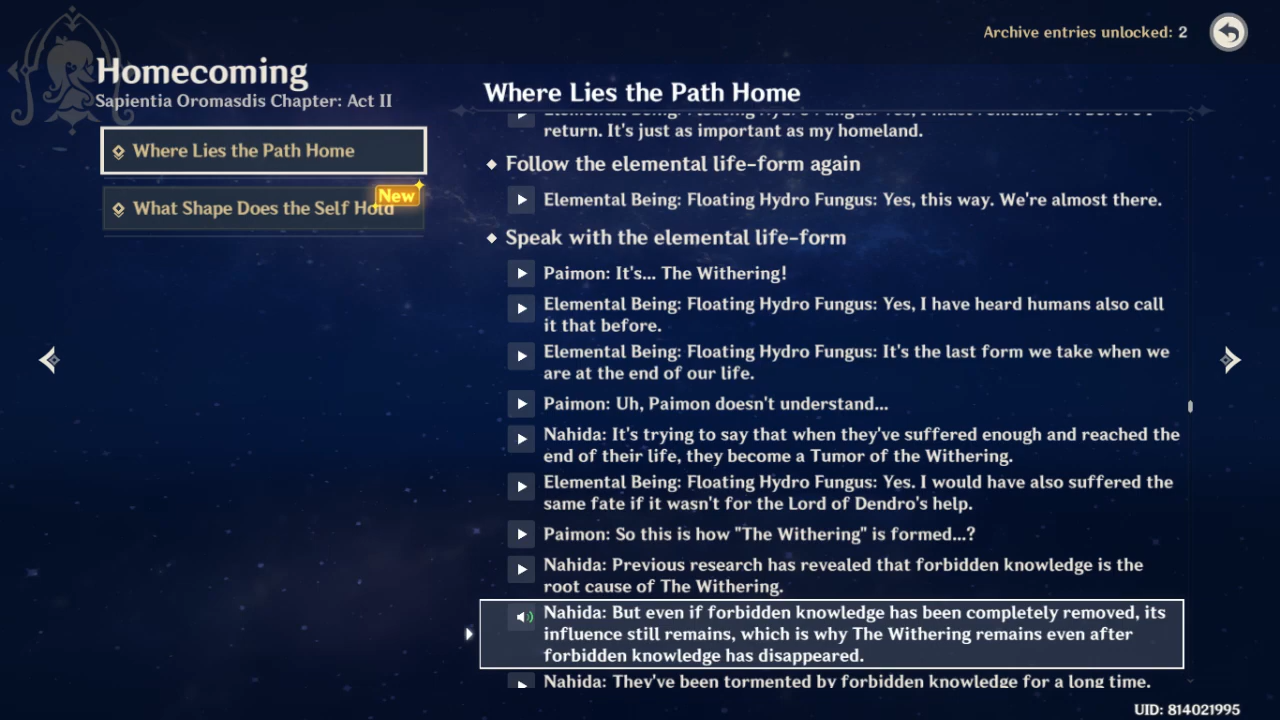 Archive entries unlocked: 2
Homecoming
Sapientia Oromasdis Chapter: Act II
Where Lies the Path Home
New
What Shape Does the Self Hold
Where Lies the Path Home
return. It's just as important as my homeland.
Follow the elemental life-form again
Elemental Being: Floating Hydro Fungus: Yes, this way. We're almost there.
Speak with the elemental life-form
Paimon: It's... The Withering!
Elemental Being: Floating Hydro Fungus: Yes, I have heard humans also call
it that before.
Elemental Being: Floating Hydro Fungus: It's the last form we take when we
are at the end of our life.
Paimon: Uh, Paimon doesn't understand...
Nahida: It's trying to say that when they've suffered enough and reached the
end of their life, they become a Tumor of the Withering.
Elemental Being: Floating Hydro Fungus: Yes. I would have also suffered the
same fate if it wasn't for the Lord of Dendro's help.
Paimon: So this is how "The Withering" is formed...?
Nahida: Previous research has revealed that forbidden knowledge is the
root cause of The Withering.
Nahida: But even if forbidden knowledge has been completely removed, its
influence still remains, which is why The Withering remains even after
forbidden knowledge has disappeared.
Nahida: They've been tormented by forbidden knowledge for a long time.
UID: 814021995